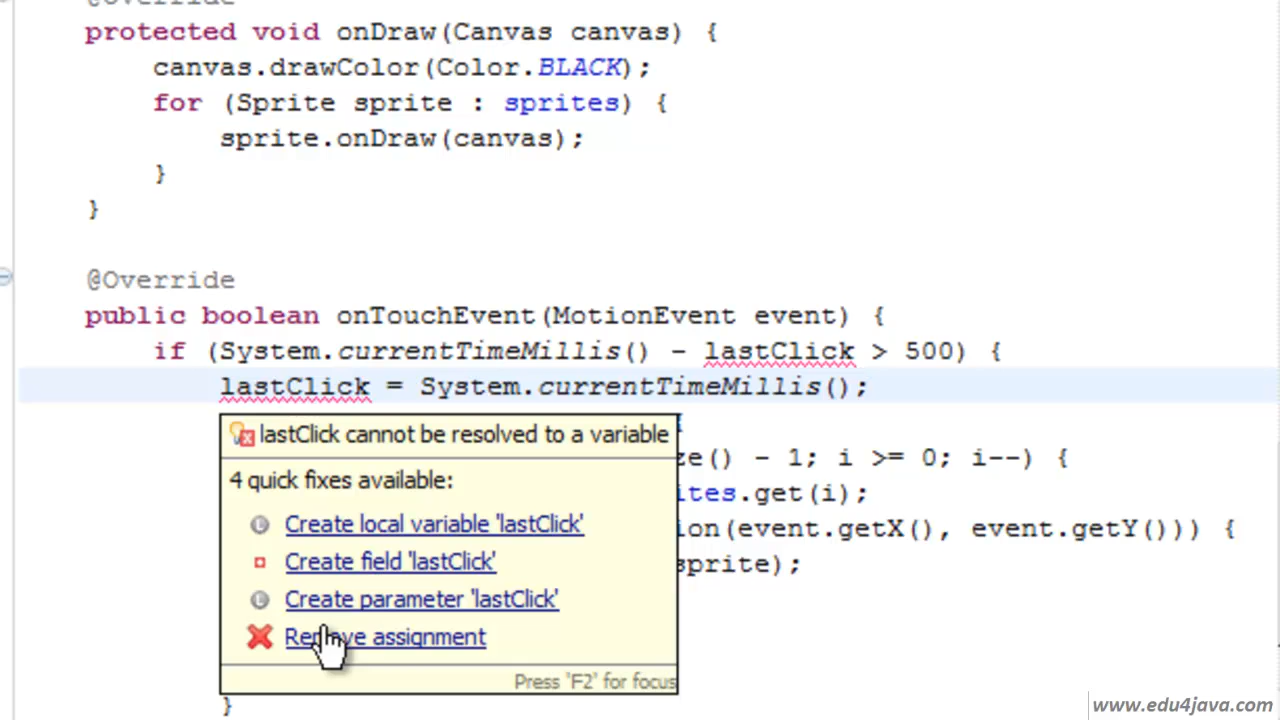 @Override
protected void onDraw(Canvas canvas) {
canvas.drawColor(Color.BLACK);
for (Sprite sprite : sprites) {
sprite.onDraw(canvas);
}
}
@Override
public boolean onTouchEvent(MotionEvent event) {
if (System.currentTimeMillis() - lastClick > 500) {
lastClick = System.currentTimeMillis();
lastClick cannot be resolved to a variable
ze() - 1; i >= 0; i--) {
4 quick fixes available:
ites.get(i);
Create local variable 'lastClick'
ion(event.getX(), event.getY())) {
Create field 'lastClick'
sprite);
Create parameter 'lastClick'
Remove assignment
Press 'F2' for focus
}
www.edu4java.com